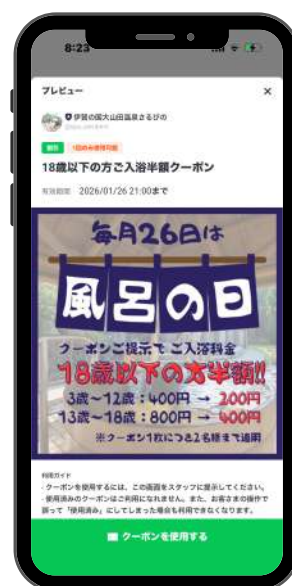 8:23
プレビュー
×
伊賀の国大山田温泉さるびの
割引 1回のみ使用可能
18歳以下の方ご入浴半額クーポン
有効期間 2026/01/26 21:00まで
毎月26日は
風呂の日
クーポンご提示でご入浴料金
18歳以下の方半額!!
3歳～12歳:400円 → 200円
13歳～18歳:800円 → 400円
※クーポン1枚につき2名様まで適用
利用ガイド
・クーポンを使用するには、この画面をスタッフに提示してください。
・使用済みのクーポンはご利用になれません。また、お客さまの操作で
誤って「使用済み」にしてしまった場合も利用できなくなります。
クーポンを使用する